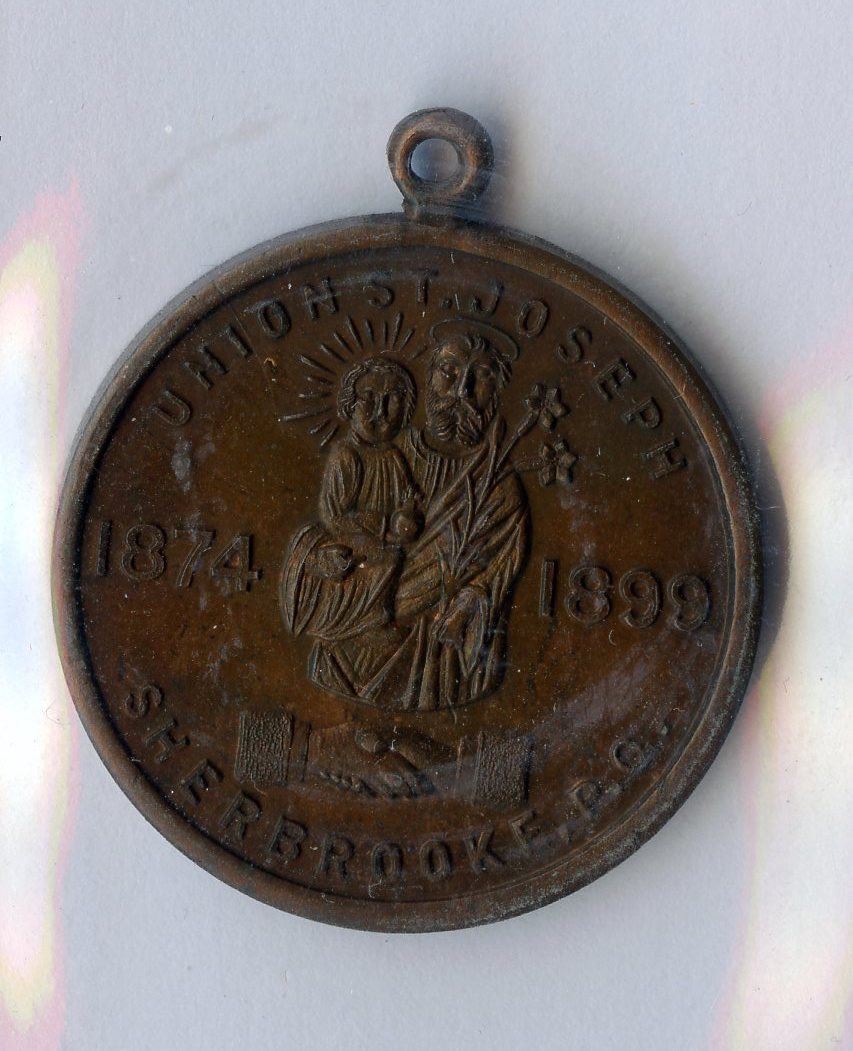 UNION ST. JOSEPH
1874 1899
SHERBROOKE, P.Q.